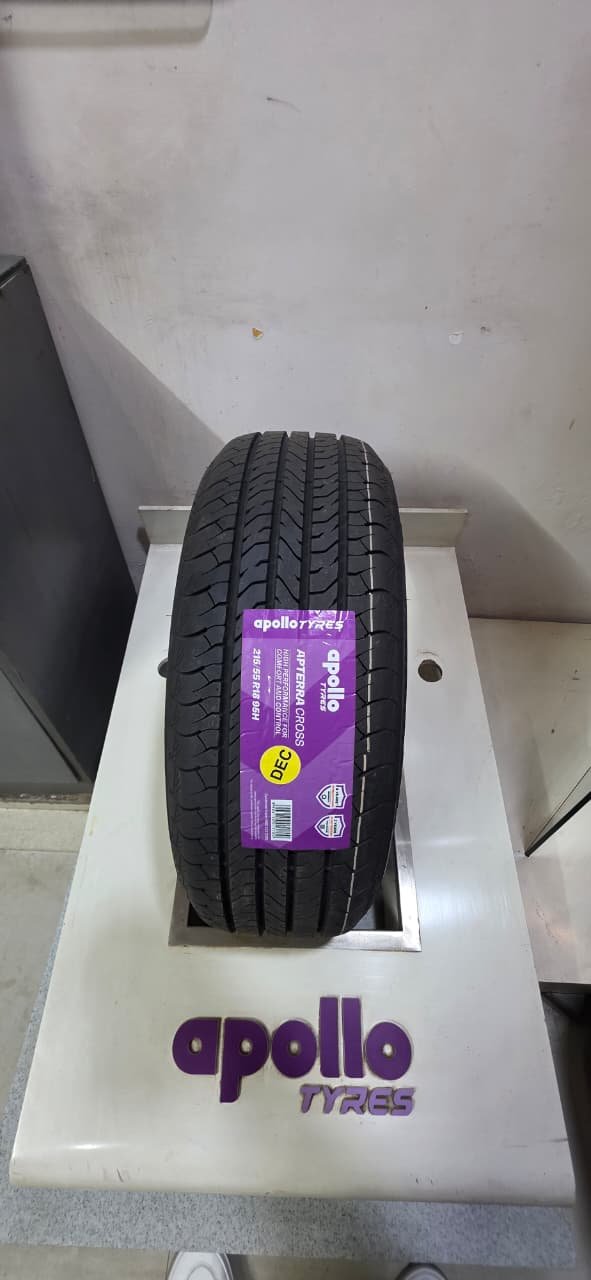 apollo TYRES
apollo
TYRES
APTERRA CROSS
HIGH PERFORMANCE FOR
COMFORT AND CONTROL
215/55 R18 95H
DEC
apollo
TYRES